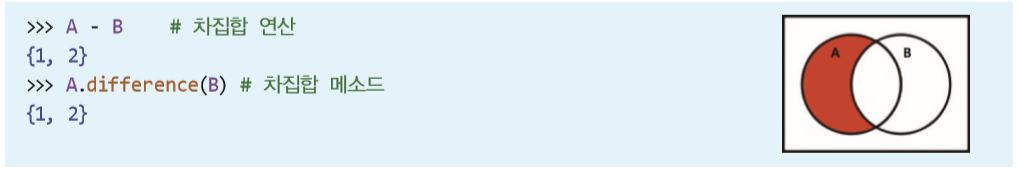 >>> A - B    # 차집합 연산
{1, 2}
>>> A.difference(B) # 차집합 메소드
{1, 2}
A B